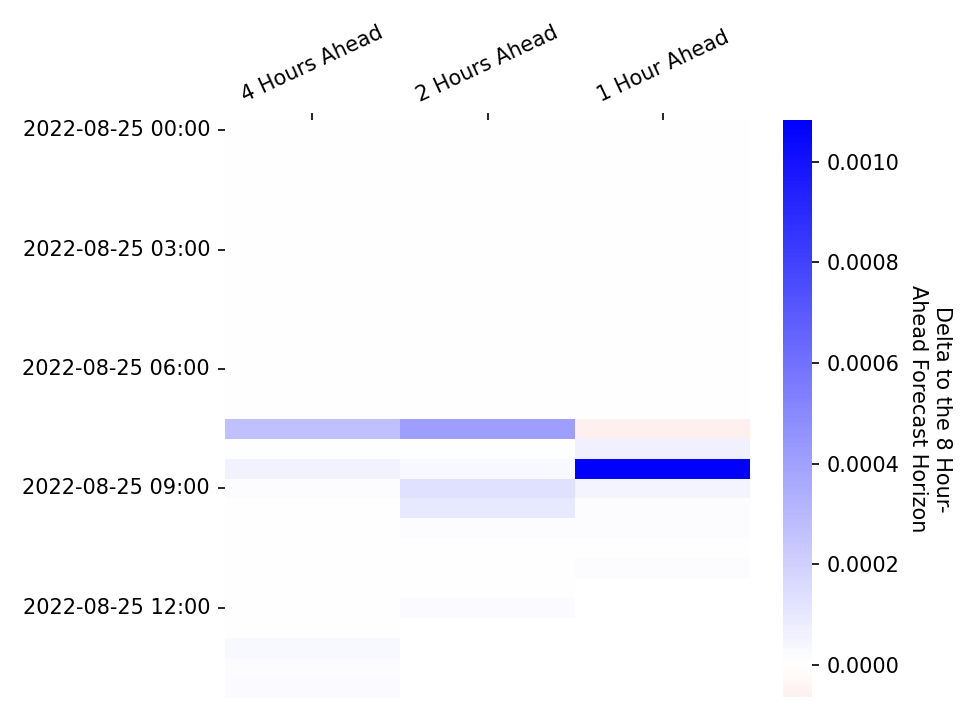 4 Hours Ahead
2 Hours Ahead
1 Hour Ahead
2022-08-25 00:00
2022-08-25 03:00
2022-08-25 06:00
2022-08-25 09:00
2022-08-25 12:00
0.0010
0.0008
0.0006
0.0004
0.0002
0.0000
Delta to the 8 Hour-
Ahead Forecast Horizon